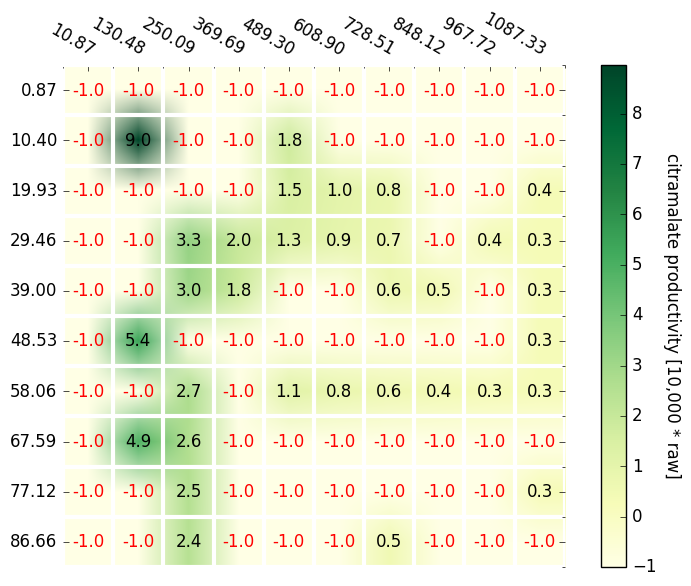 10.87 130.48 250.09 369.69 489.30 608.90 728.51 848.12 967.72 1087.33
0.87 -1.0 -1.0 -1.0 -1.0 -1.0 -1.0 -1.0 -1.0 -1.0 -1.0
10.40 -1.0 9.0 -1.0 -1.0 1.8 -1.0 -1.0 -1.0 -1.0 -1.0
19.93 -1.0 -1.0 -1.0 -1.0 1.5 1.0 0.8 -1.0 -1.0 0.4
29.46 -1.0 -1.0 3.3 2.0 1.3 0.9 0.7 -1.0 0.4 0.3
39.00 -1.0 -1.0 3.0 1.8 -1.0 -1.0 0.6 0.5 -1.0 0.3
48.53 -1.0 5.4 -1.0 -1.0 -1.0 -1.0 -1.0 -1.0 -1.0 0.3
58.06 -1.0 -1.0 2.7 -1.0 1.1 0.8 0.6 0.4 0.3 0.3
67.59 -1.0 4.9 2.6 -1.0 -1.0 -1.0 -1.0 -1.0 -1.0 -1.0
77.12 -1.0 -1.0 2.5 -1.0 -1.0 -1.0 -1.0 -1.0 -1.0 0.3
86.66 -1.0 -1.0 2.4 -1.0 -1.0 -1.0 0.5 -1.0 -1.0 -1.0
8
7
6
5
4
3
2
1
0
−1
citramalate productivity [10,000 * raw]